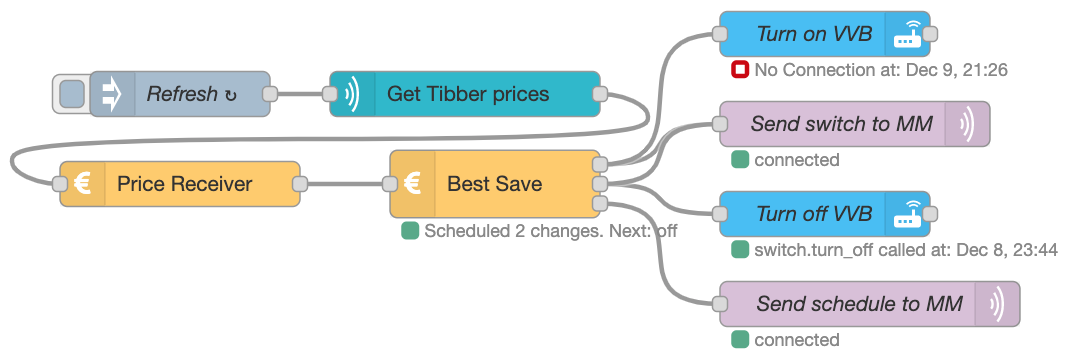 Turn on VVB
No Connection at: Dec 9, 21:26
Refresh ↻
Get Tibber prices
Send switch to MM
connected
€ Price Receiver
€ Best Save
Scheduled 2 changes. Next: off
Turn off VVB
switch.turn_off called at: Dec 8, 23:44
Send schedule to MM
connected